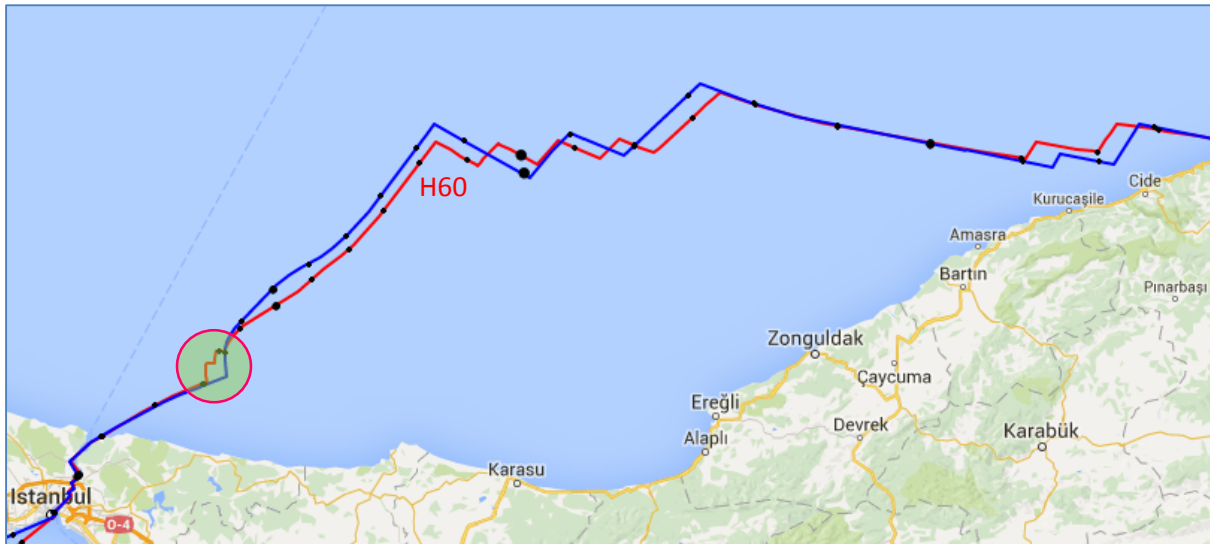 H60
Cide
Kurucaşile
Amasra
Bartın
Pınarbaşı
Zonguldak
Çaycuma
Ereğli
Devrek
Karabük
Alaplı
Karasu
Istanbul
O-4